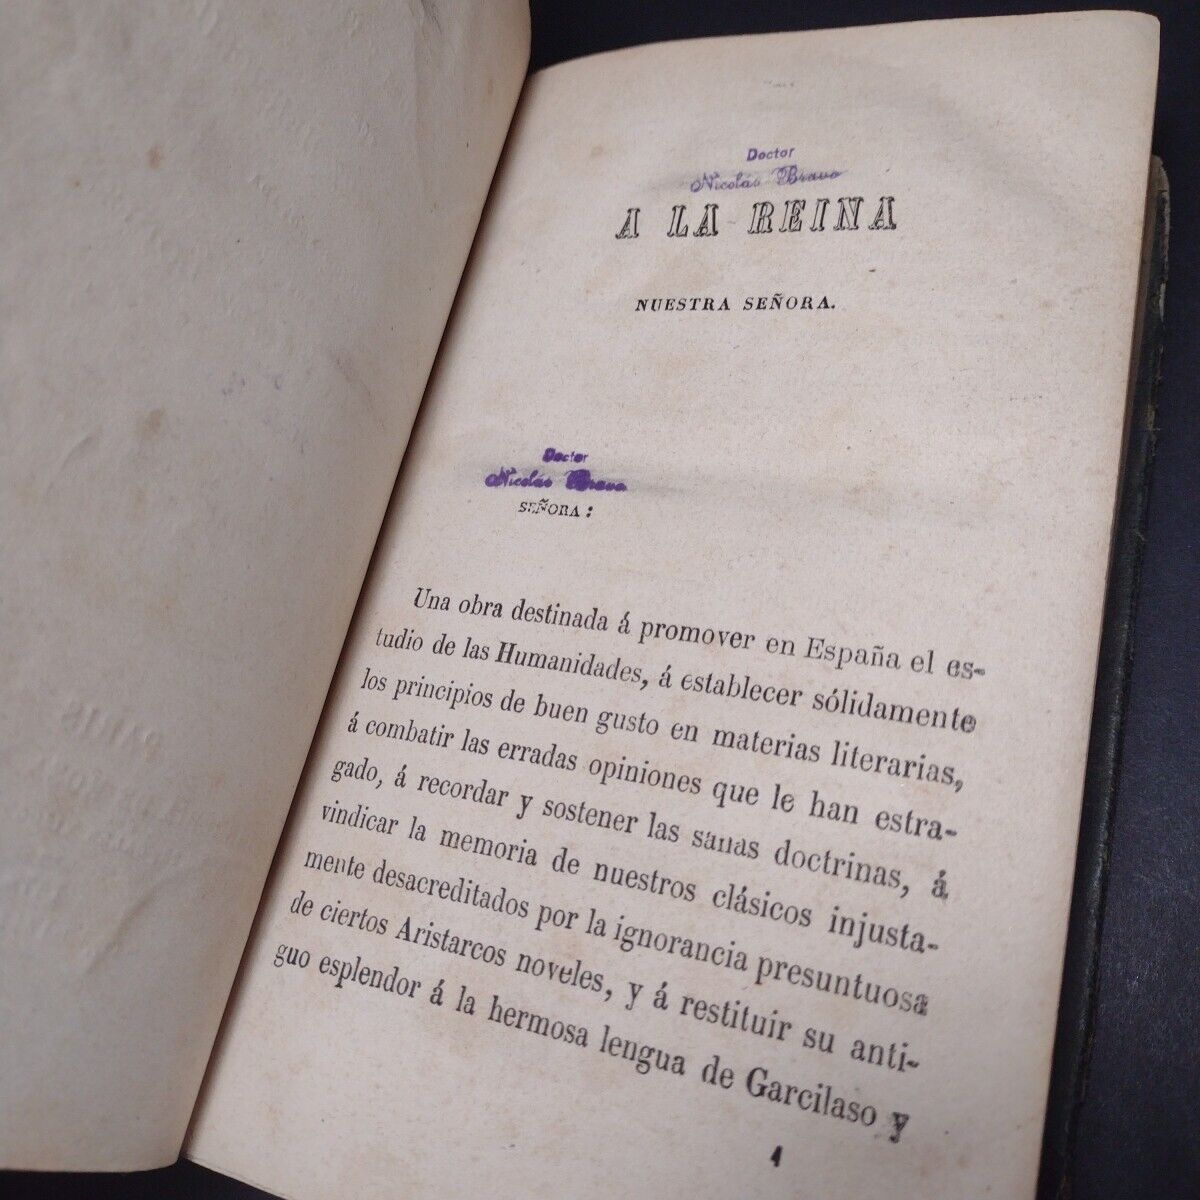 Doctor
Nicolás Bravo
A LA REINA
NUESTRA SEÑORA.
Doctor
Nicolás Bravo
SEÑORA:
Una obra destinada á promover en España el es-
tudio de las Humanidades, á establecer sólidamente
los principios de buen gusto en materias literarias,
á combatir las erradas opiniones que le han estra-
gado, á recordar y sostener las sanas doctrinas, á
vindicar la memoria de nuestros clásicos injusta-
mente desacreditados por la ignorancia presuntuosa
de ciertos Aristarcos noveles, y á restituir su anti-
guo esplendor á la hermosa lengua de Garcilaso y
1